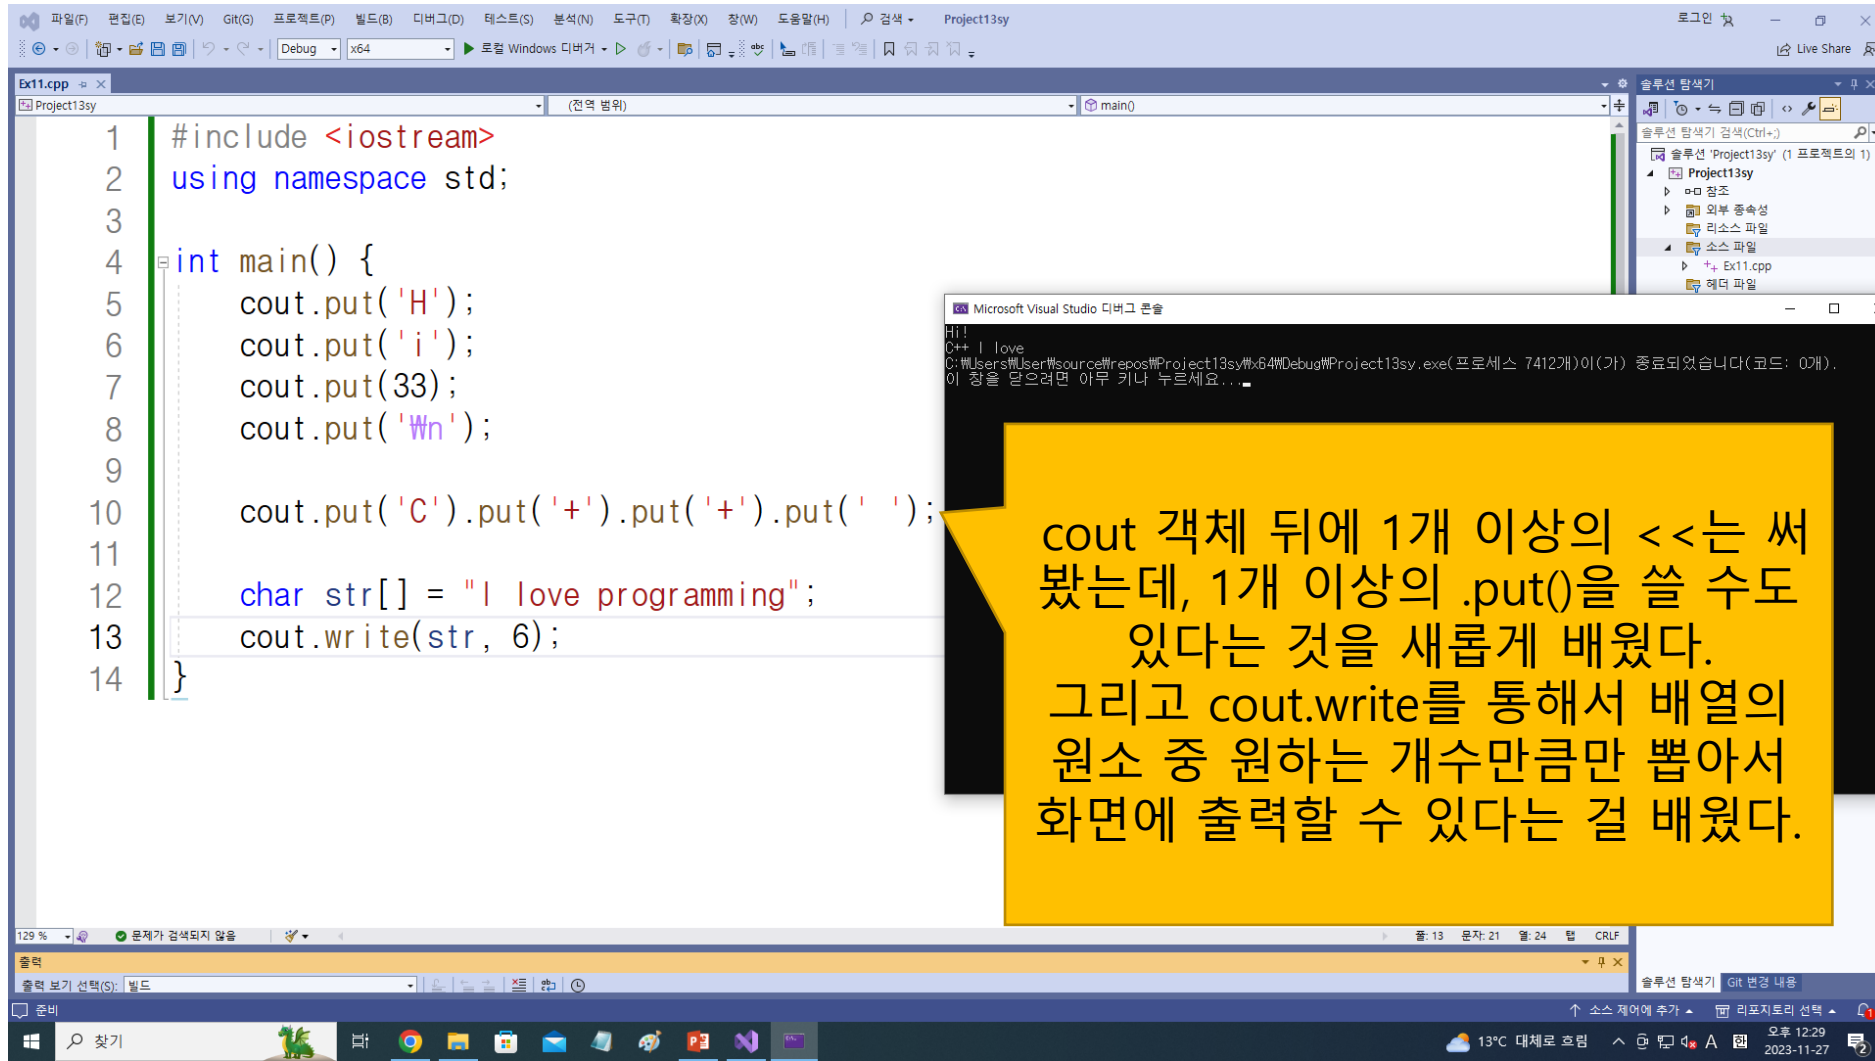 파일(F) 편집(E) 보기(V) Git(G) 프로젝트(P) 빌드(B) 디버그(D) 테스트(S) 분석(N) 도구(T) 확장(X) 창(W) 도움말(H) 검색 Project13sy 로그인
Debug x64 로컬 Windows 디버거 Live Share
Ex11.cpp
Project13sy (전역 범위) main()
1 #include <iostream>
2 using namespace std;
3
4 int main() {
5 cout.put('H');
6 cout.put('i');
7 cout.put(33);
8 cout.put('₩n');
9
10 cout.put('C').put('+').put('+').put(' ');
11
12 char str[] = "I love programming";
13 cout.write(str, 6);
14 }
솔루션 탐색기
솔루션 탐색기 검색(Ctrl+;)
솔루션 'Project13sy' (1 프로젝트의 1)
Project13sy
참조
외부 종속성
리소스 파일
소스 파일
Ex11.cpp
헤더 파일
Microsoft Visual Studio 디버그 콘솔
Hi!
C++ I love
C:₩Users₩User₩source₩repos₩Project13sy₩x64₩Debug₩Project13sy.exe(프로세스 7412개)이(가) 종료되었습니다(코드: 0개).
이 창을 닫으려면 아무 키나 누르세요...
cout 객체 뒤에 1개 이상의 <<는 써
봤는데, 1개 이상의 .put()을 쓸 수도
있다는 것을 새롭게 배웠다.
그리고 cout.write를 통해서 배열의
원소 중 원하는 개수만큼만 뽑아서
화면에 출력할 수 있다는 걸 배웠다.
129 % 문제가 검색되지 않음 줄: 13 문자: 21 열: 24 탭 CRLF
출력
출력 보기 선택(S): 빌드
솔루션 탐색기 Git 변경 내용
준비 소스 제어에 추가 리포지토리 선택
찾기 13°C 대체로 흐림 A 한 오후 12:29
2023-11-27